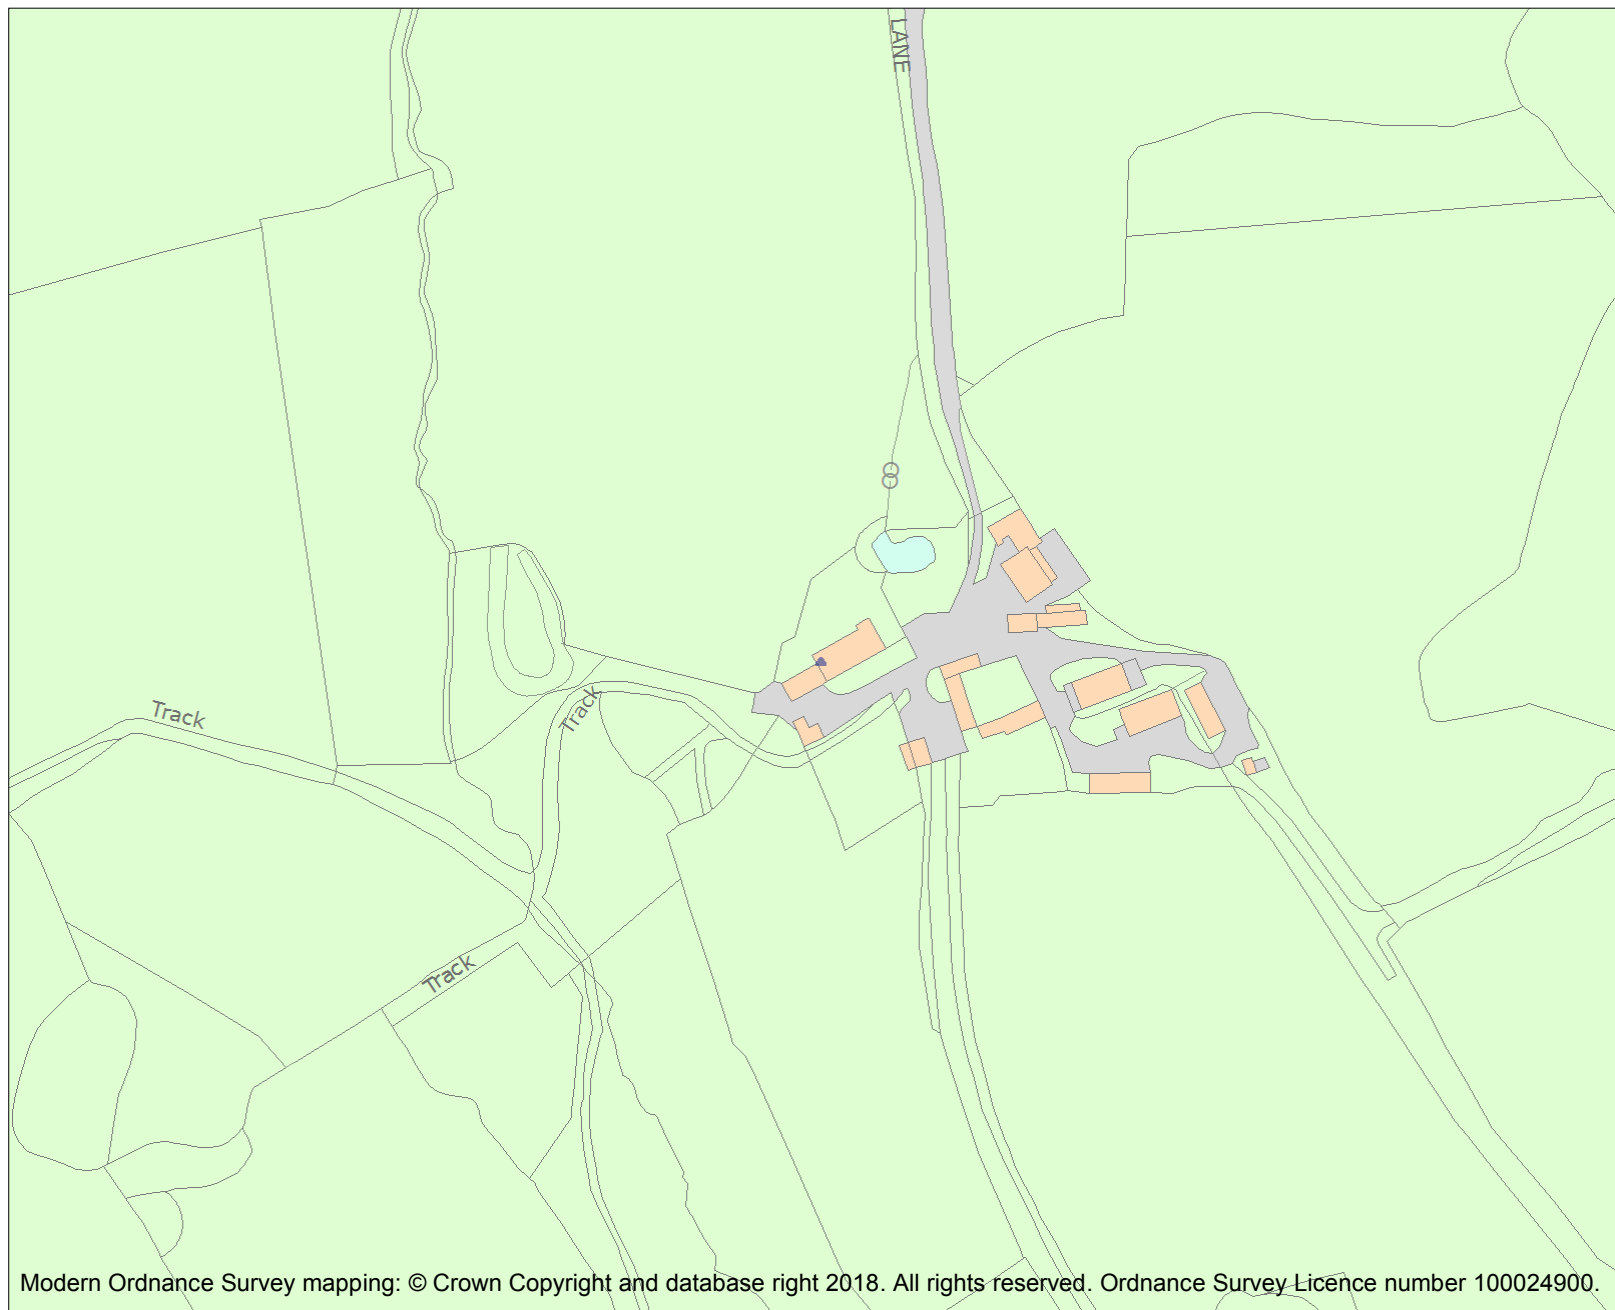 LANE
Track
Track
Track
Modern Ordnance Survey mapping: © Crown Copyright and database right 2018. All rights reserved. Ordnance Survey Licence number 100024900.